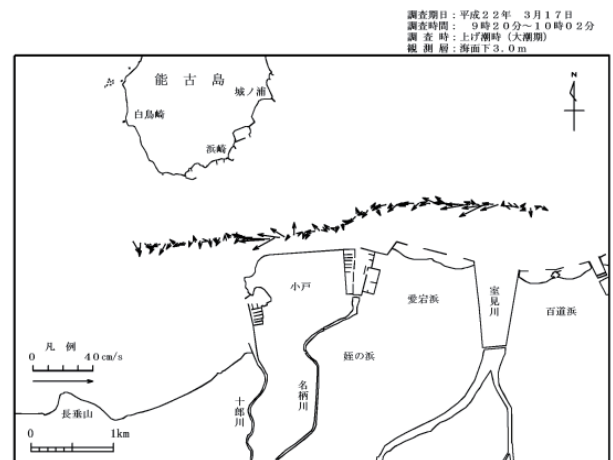 調査期日：平成２２年　３月１７日
調査時間：　９時２０分～１０時０２分
調 査 時：上げ潮時（大潮期）
観 測 層：海面下３.０ｍ
能 古 島
城ノ浦
白鳥崎
浜崎
N
小戸
愛宕浜
室見川
百道浜
姪の浜
名柄川
十郎川
凡 例
0 40cm/s
長垂山
0 1km